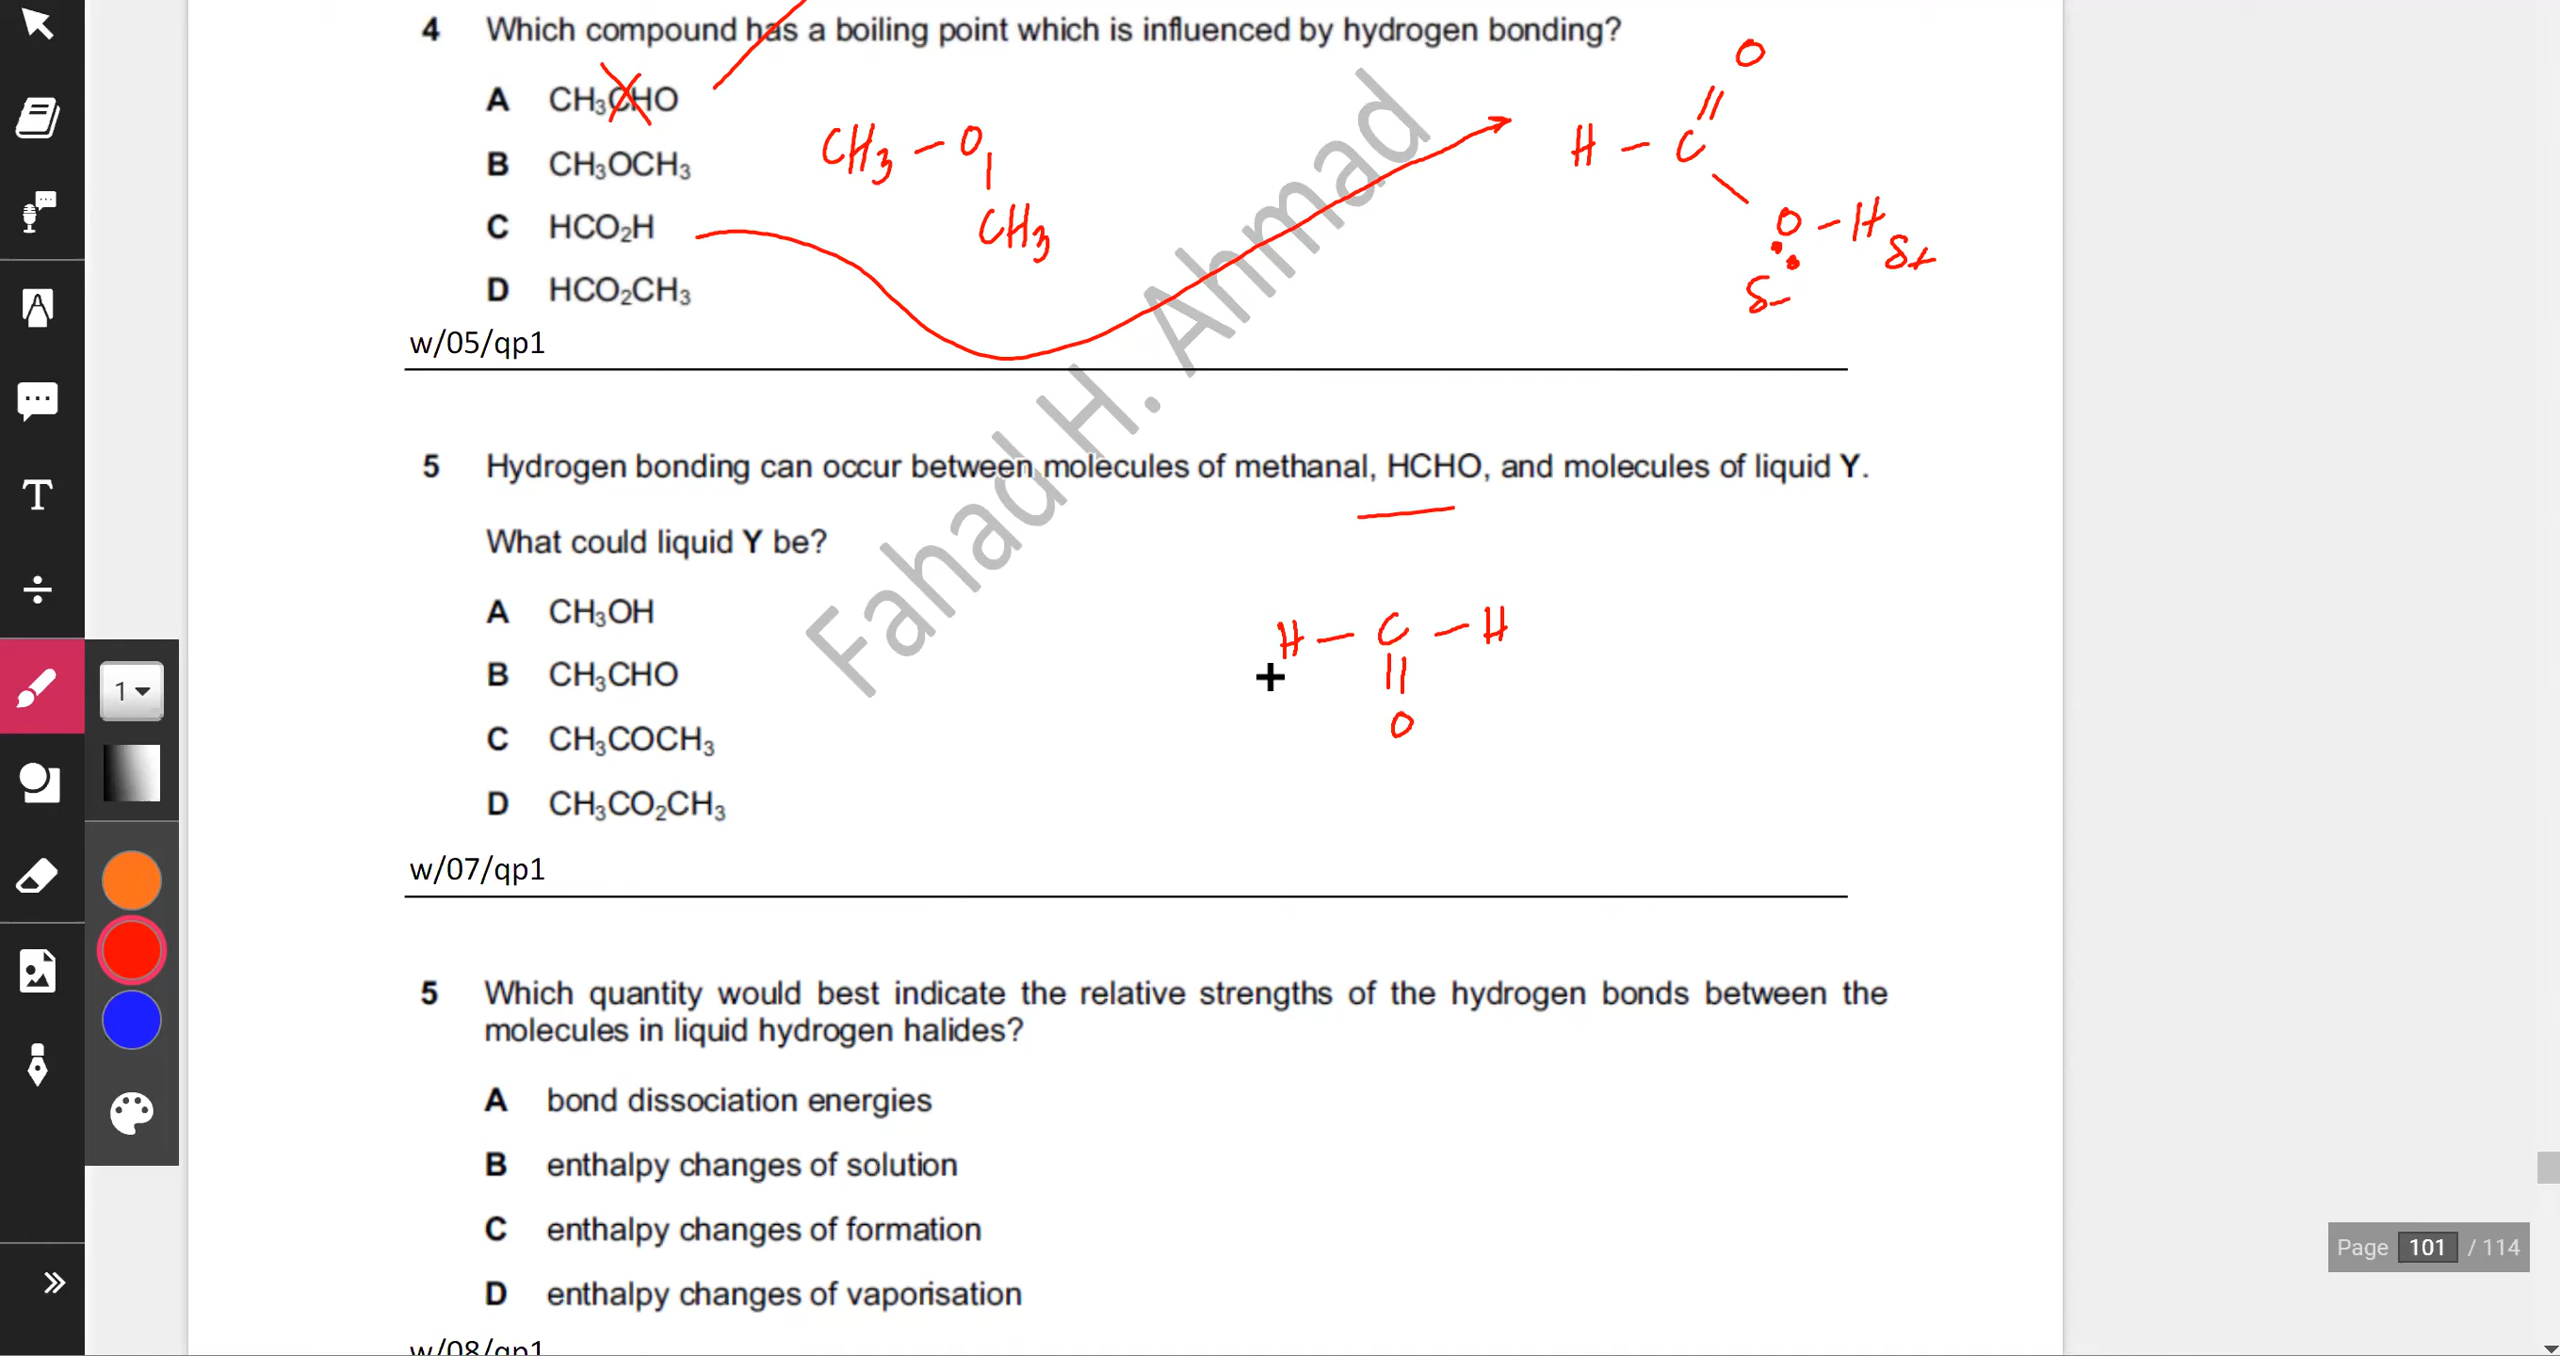 4 Which compound has a boiling point which is influenced by hydrogen bonding?
A CH₃CHO
B CH₃OCH₃
C HCO₂H
D HCO₂CH₃
w/05/qp1
CH₃ – O
CH₃
O
H – C
O – H
δ+
δ–
Fahad H. Ahmad
5 Hydrogen bonding can occur between molecules of methanal, HCHO, and molecules of liquid Y.
What could liquid Y be?
A CH₃OH
B CH₃CHO
C CH₃COCH₃
D CH₃CO₂CH₃
w/07/qp1
H – C – H
O
5 Which quantity would best indicate the relative strengths of the hydrogen bonds between the
molecules in liquid hydrogen halides?
A bond dissociation energies
B enthalpy changes of solution
C enthalpy changes of formation
D enthalpy changes of vaporisation
w/08/qp1
T
1
Page 101 / 114